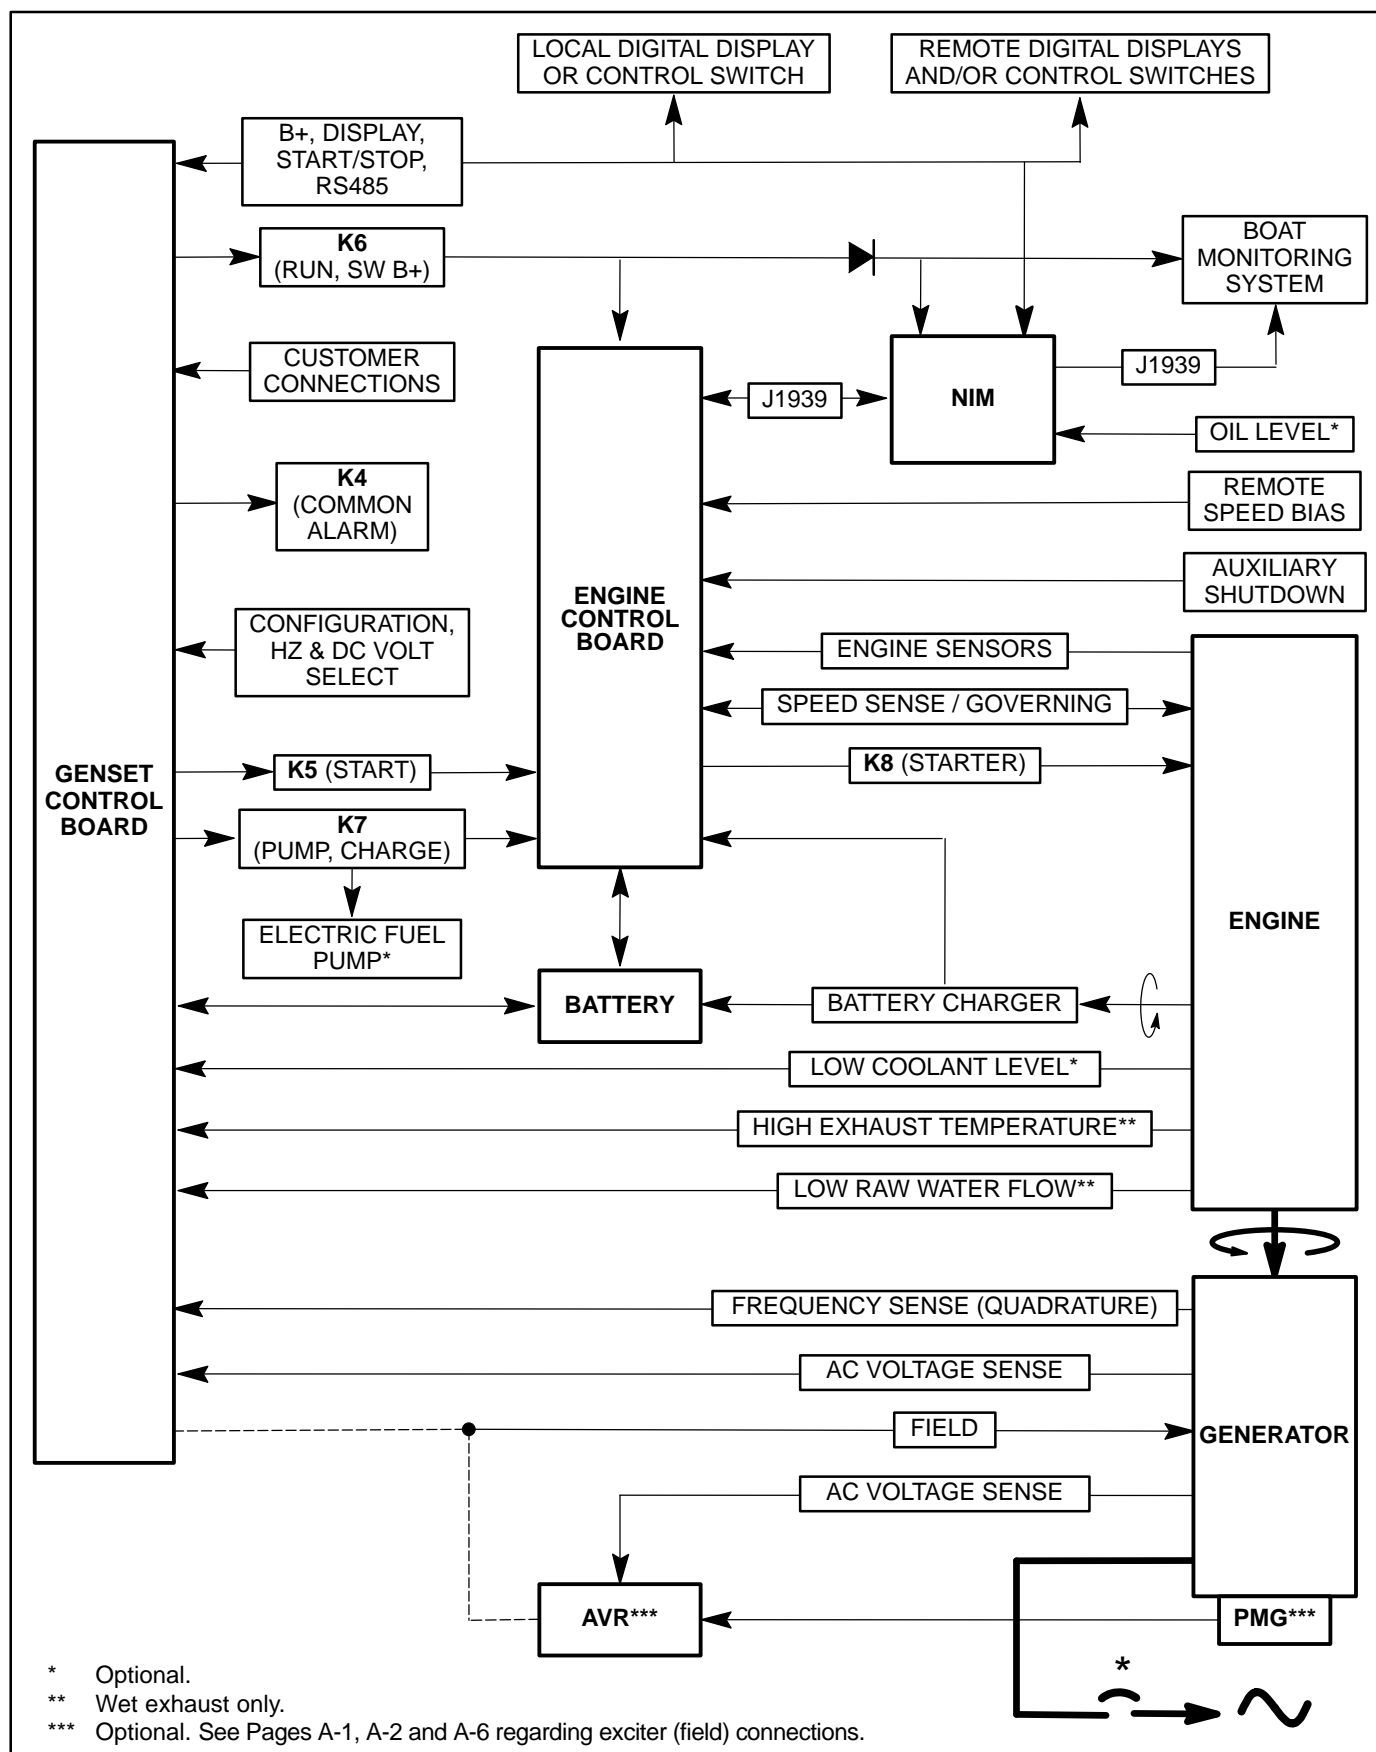 LOCAL DIGITAL DISPLAY
OR CONTROL SWITCH
REMOTE DIGITAL DISPLAYS
AND/OR CONTROL SWITCHES
B+, DISPLAY,
START/STOP,
RS485
K6
(RUN, SW B+)
BOAT
MONITORING
SYSTEM
CUSTOMER
CONNECTIONS
J1939
NIM
J1939
OIL LEVEL*
K4
(COMMON
ALARM)
REMOTE
SPEED BIAS
AUXILIARY
SHUTDOWN
ENGINE
CONTROL
BOARD
CONFIGURATION,
HZ & DC VOLT
SELECT
ENGINE SENSORS
SPEED SENSE / GOVERNING
GENSET
CONTROL
BOARD
K5 (START)
K8 (STARTER)
K7
(PUMP, CHARGE)
ELECTRIC FUEL
PUMP*
ENGINE
BATTERY
BATTERY CHARGER
LOW COOLANT LEVEL*
HIGH EXHAUST TEMPERATURE**
LOW RAW WATER FLOW**
FREQUENCY SENSE (QUADRATURE)
AC VOLTAGE SENSE
FIELD
GENERATOR
AC VOLTAGE SENSE
AVR***
PMG***
*
* Optional.
** Wet exhaust only.
*** Optional. See Pages A-1, A-2 and A-6 regarding exciter (field) connections.